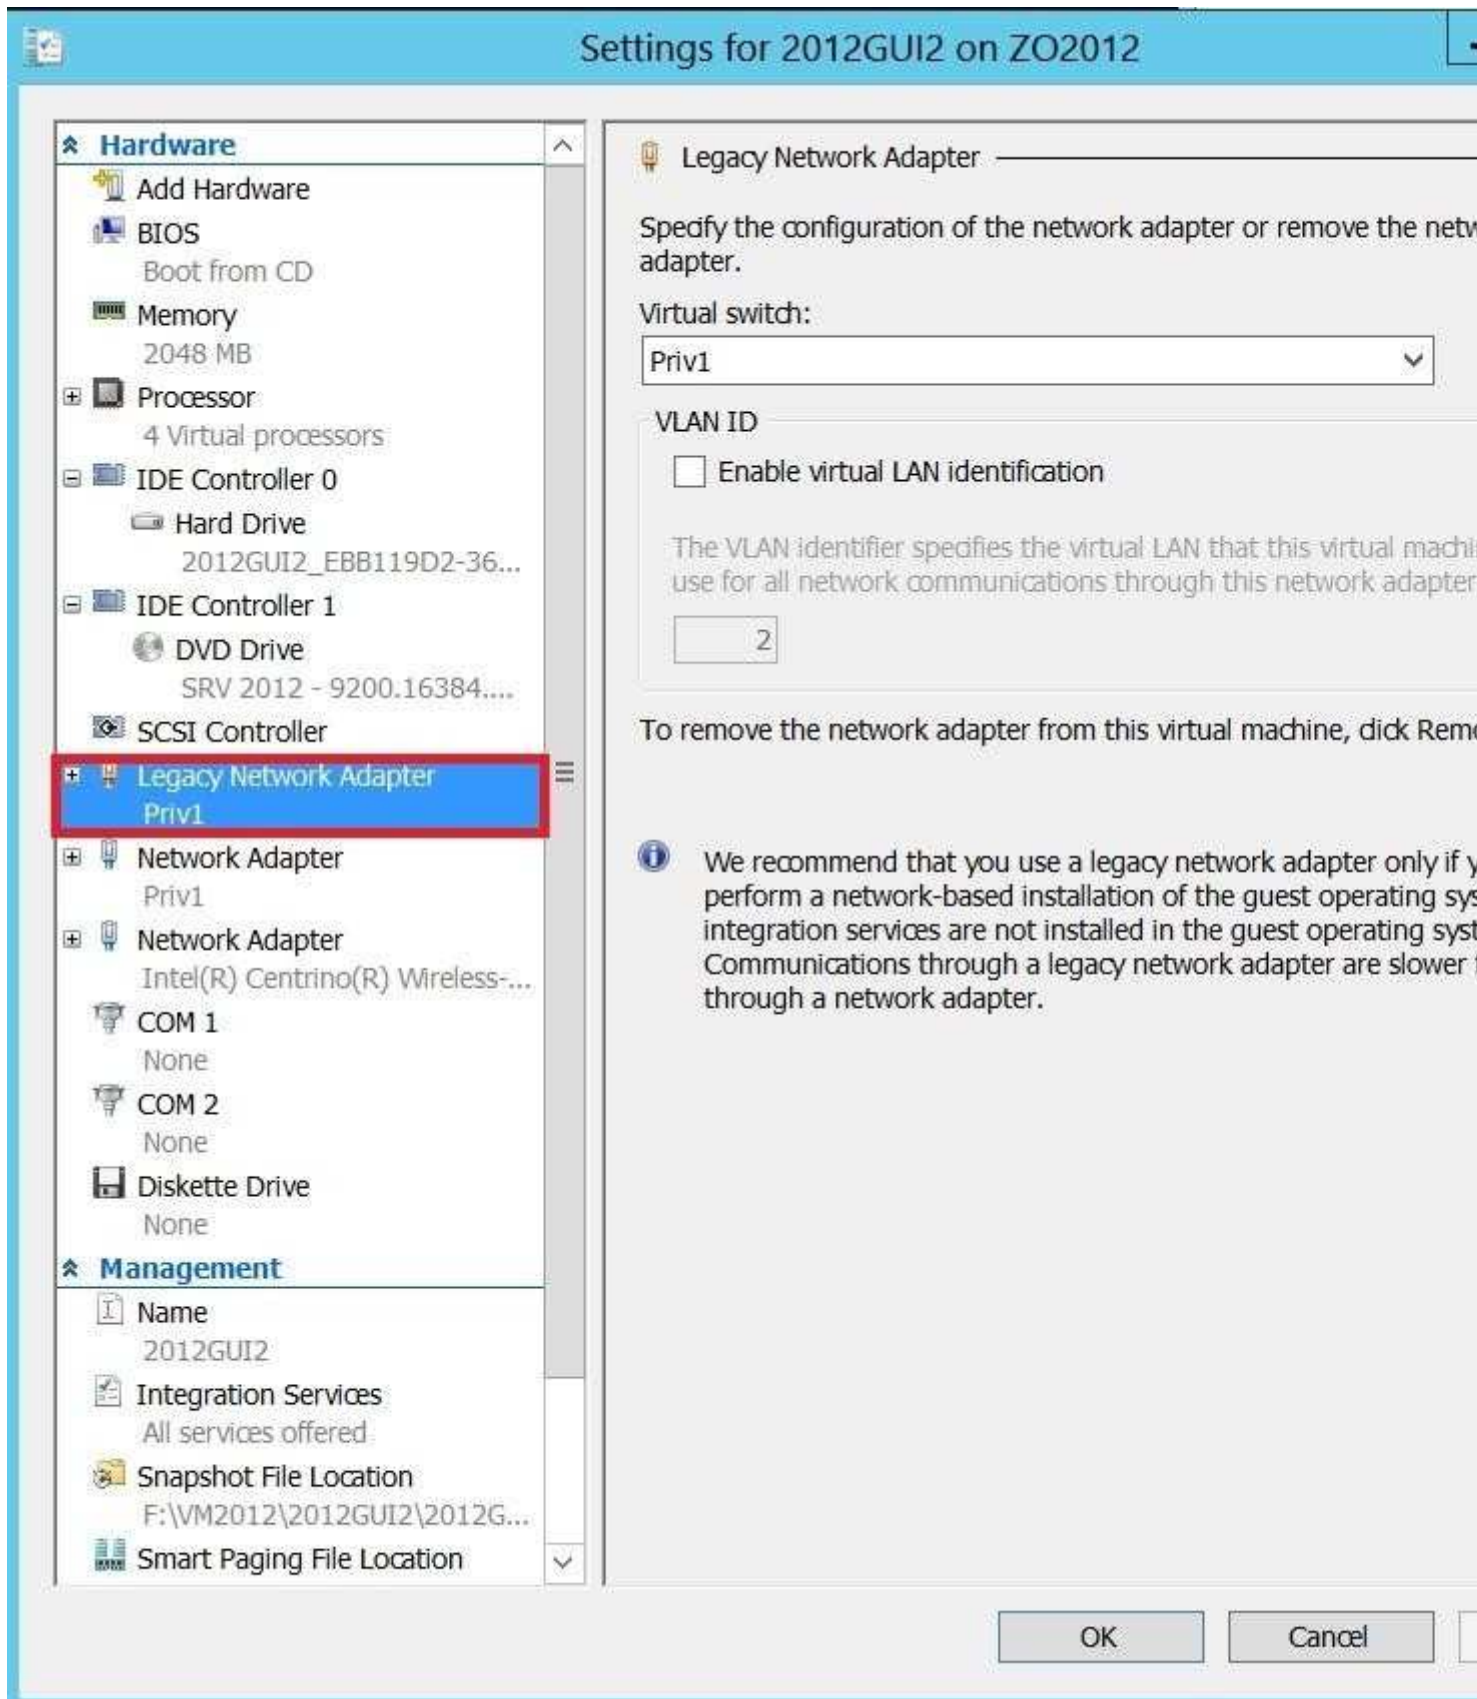 Settings for 2012GUI2 on ZO2012
Hardware
Add Hardware
BIOS
Boot from CD
Memory
2048 MB
Processor
4 Virtual processors
IDE Controller 0
Hard Drive
2012GUI2_EBB119D2-36...
IDE Controller 1
DVD Drive
SRV 2012 - 9200.16384....
SCSI Controller
Legacy Network Adapter
Priv1
Network Adapter
Priv1
Network Adapter
Intel(R) Centrino(R) Wireless-...
COM 1
None
COM 2
None
Diskette Drive
None
Management
Name
2012GUI2
Integration Services
All services offered
Snapshot File Location
F:\VM2012\2012GUI2\2012G...
Smart Paging File Location
Legacy Network Adapter
Specify the configuration of the network adapter or remove the
adapter.
Virtual switch:
Priv1
VLAN ID
Enable virtual LAN identification
The VLAN identifier specifies the virtual LAN that this virtual
use for all network communications through this network adapter
2
To remove the network adapter from this virtual machine, click
We recommend that you use a legacy network adapter only if
perform a network-based installation of the guest operating
integration services are not installed in the guest operating
Communications through a legacy network adapter are slower
through a network adapter.
OK
Cancel